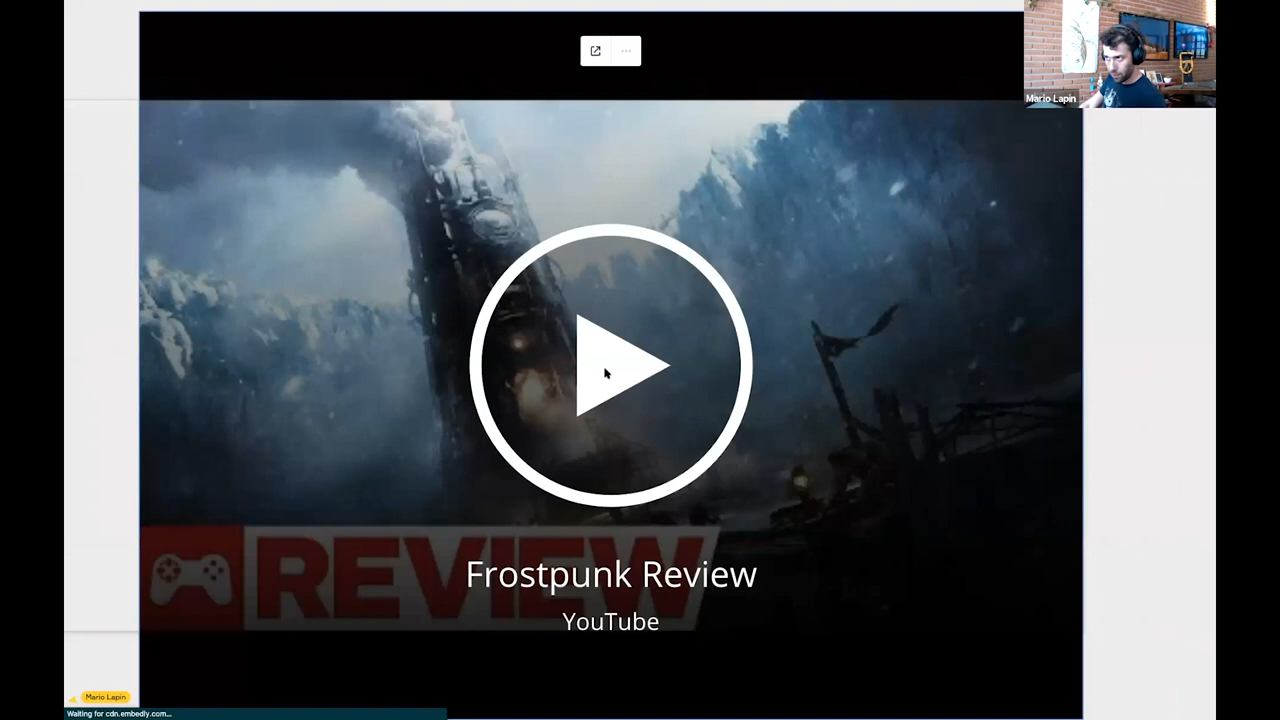 Mario Lapin
REVIEW
Frostpunk Review
YouTube
Mario Lapin
Waiting for cdn.embedly.com...